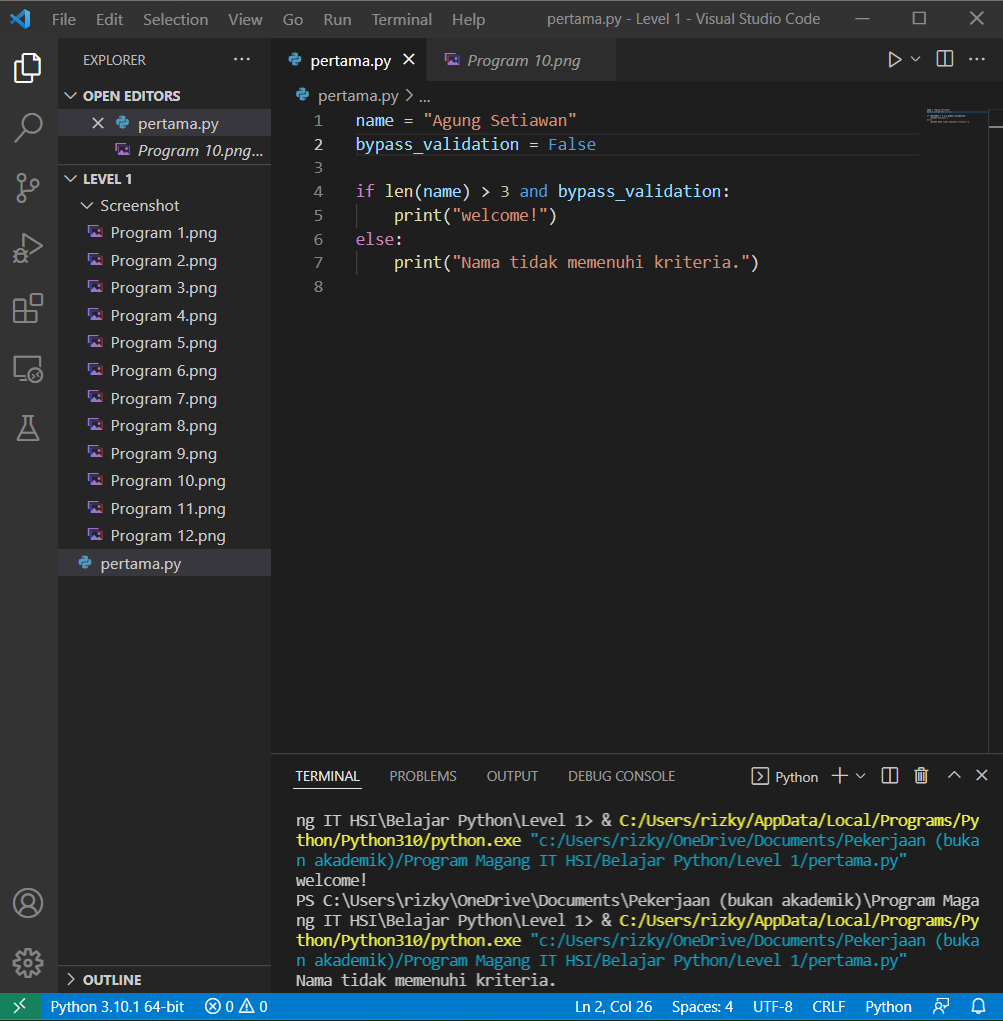 File Edit Selection View Go Run Terminal Help pertama.py - Level 1 - Visual Studio Code
EXPLORER ...
OPEN EDITORS
pertama.py
Program 10.png...
LEVEL 1
Screenshot
Program 1.png
Program 2.png
Program 3.png
Program 4.png
Program 5.png
Program 6.png
Program 7.png
Program 8.png
Program 9.png
Program 10.png
Program 11.png
Program 12.png
pertama.py
OUTLINE
pertama.py Program 10.png
pertama.py > ...
1 name = "Agung Setiawan"
2 bypass_validation = False
3
4 if len(name) > 3 and bypass_validation:
5 print("welcome!")
6 else:
7 print("Nama tidak memenuhi kriteria.")
8
TERMINAL PROBLEMS OUTPUT DEBUG CONSOLE Python
ng IT HSI\Belajar Python\Level 1> & C:/Users/rizky/AppData/Local/Programs/Py
thon/Python310/python.exe "c:/Users/rizky/OneDrive/Documents/Pekerjaan (buka
n akademik)/Program Magang IT HSI/Belajar Python/Level 1/pertama.py"
welcome!
PS C:\Users\rizky\OneDrive\Documents\Pekerjaan (bukan akademik)\Program Maga
ng IT HSI\Belajar Python\Level 1> & C:/Users/rizky/AppData/Local/Programs/Py
thon/Python310/python.exe "c:/Users/rizky/OneDrive/Documents/Pekerjaan (buka
n akademik)/Program Magang IT HSI/Belajar Python/Level 1/pertama.py"
Nama tidak memenuhi kriteria.
Python 3.10.1 64-bit 0 0 Ln 2, Col 26 Spaces: 4 UTF-8 CRLF Python